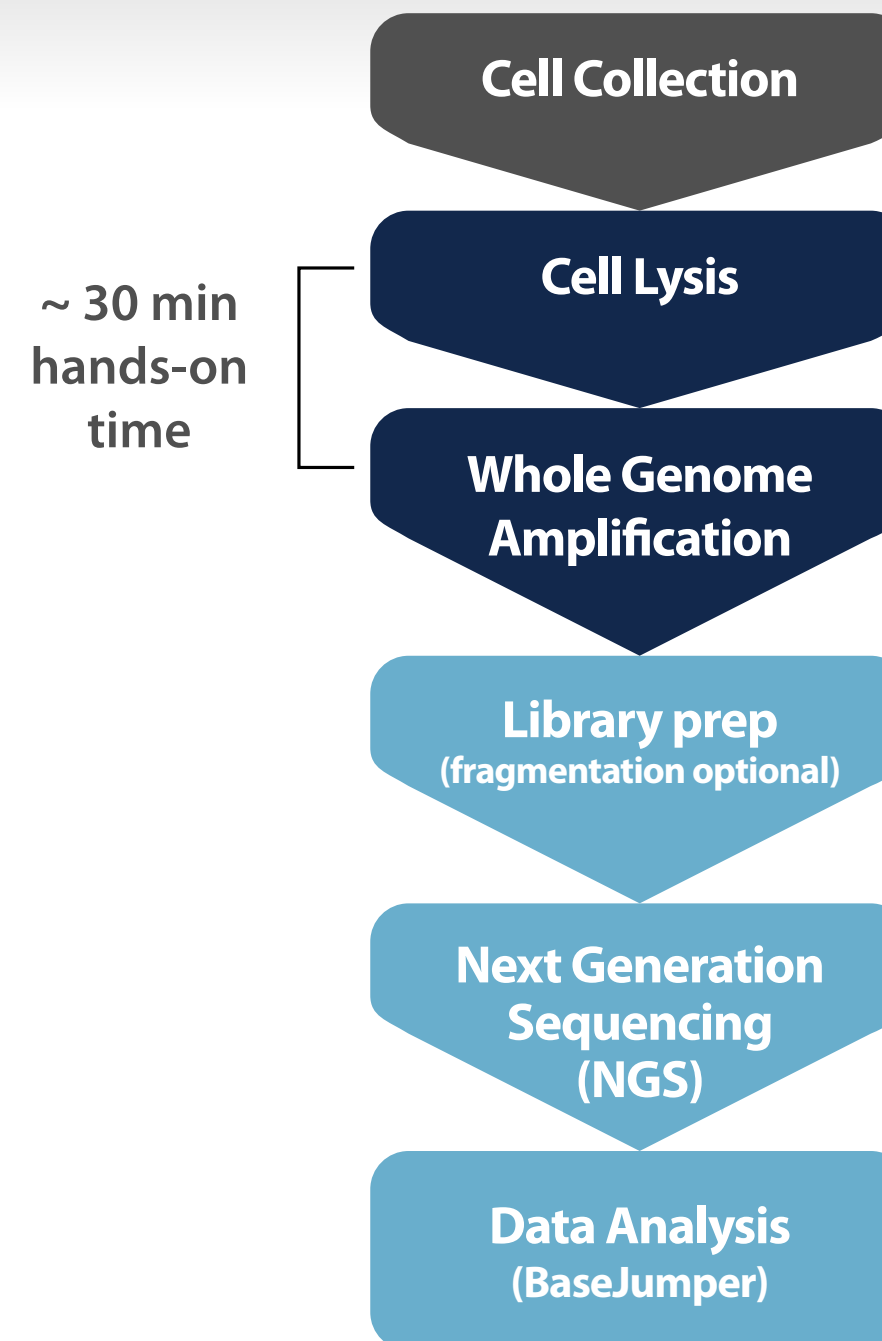 Cell Collection
Cell Lysis
~ 30 min
hands-on
time
Whole Genome
Amplification
Library prep
(fragmentation optional)
Next Generation
Sequencing
(NGS)
Data Analysis
(BaseJumper)